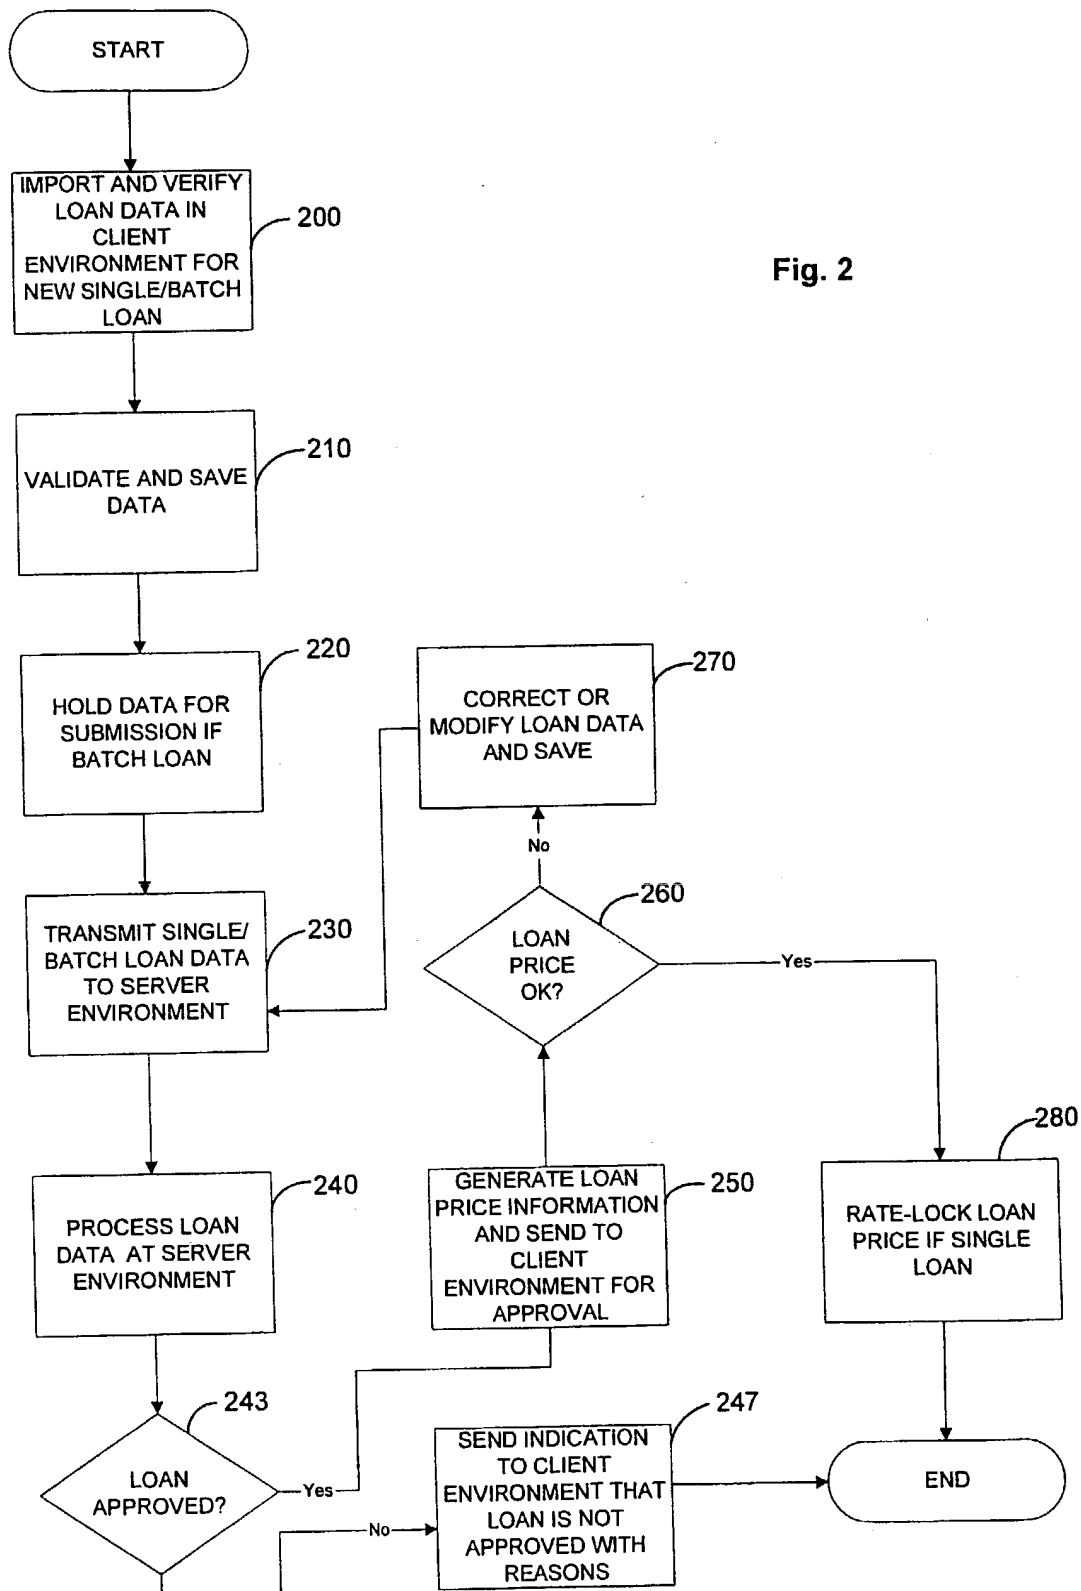 START
IMPORT AND VERIFY
LOAN DATA IN
CLIENT
ENVIRONMENT FOR
NEW SINGLE/BATCH
LOAN
200
Fig. 2
VALIDATE AND SAVE
DATA
210
HOLD DATA FOR
SUBMISSION IF
BATCH LOAN
220
CORRECT OR
MODIFY LOAN DATA
AND SAVE
270
No
TRANSMIT SINGLE/
BATCH LOAN DATA
TO SERVER
ENVIRONMENT
230
LOAN
PRICE
OK?
260
Yes
PROCESS LOAN
DATA AT SERVER
ENVIRONMENT
240
GENERATE LOAN
PRICE INFORMATION
AND SEND TO
CLIENT
ENVIRONMENT FOR
APPROVAL
250
RATE-LOCK LOAN
PRICE IF SINGLE
LOAN
280
LOAN
APPROVED?
243
Yes
No
SEND INDICATION
TO CLIENT
ENVIRONMENT THAT
LOAN IS NOT
APPROVED WITH
REASONS
247
END